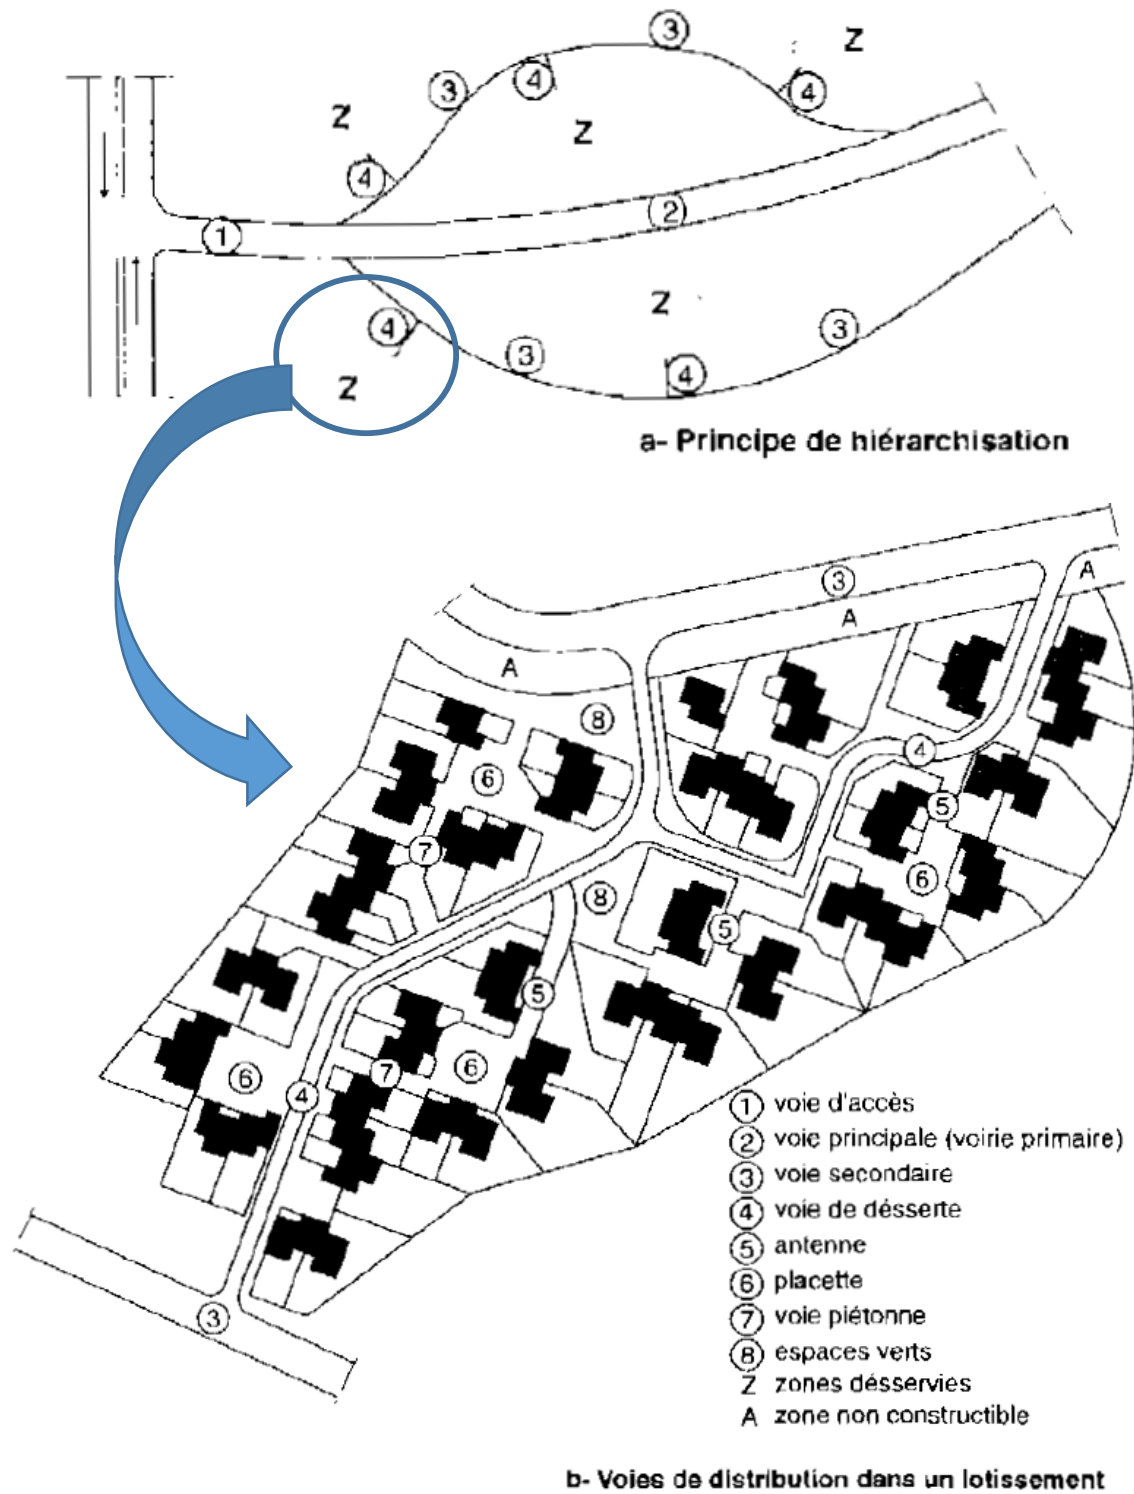 3
Z
3
4
4
Z
Z
4
2
1
Z
4
3
3
4
Z
a- Principe de hiérarchisation
3
A
A
A
8
4
6
5
7
6
8
5
5
6
6
7
4
3
1 voie d'accès
2 voie principale (voirie primaire)
3 voie secondaire
4 voie de désserte
5 antenne
6 placette
7 voie piétonne
8 espaces verts
Z zones désservies
A zone non constructible
b- Voies de distribution dans un lotissement